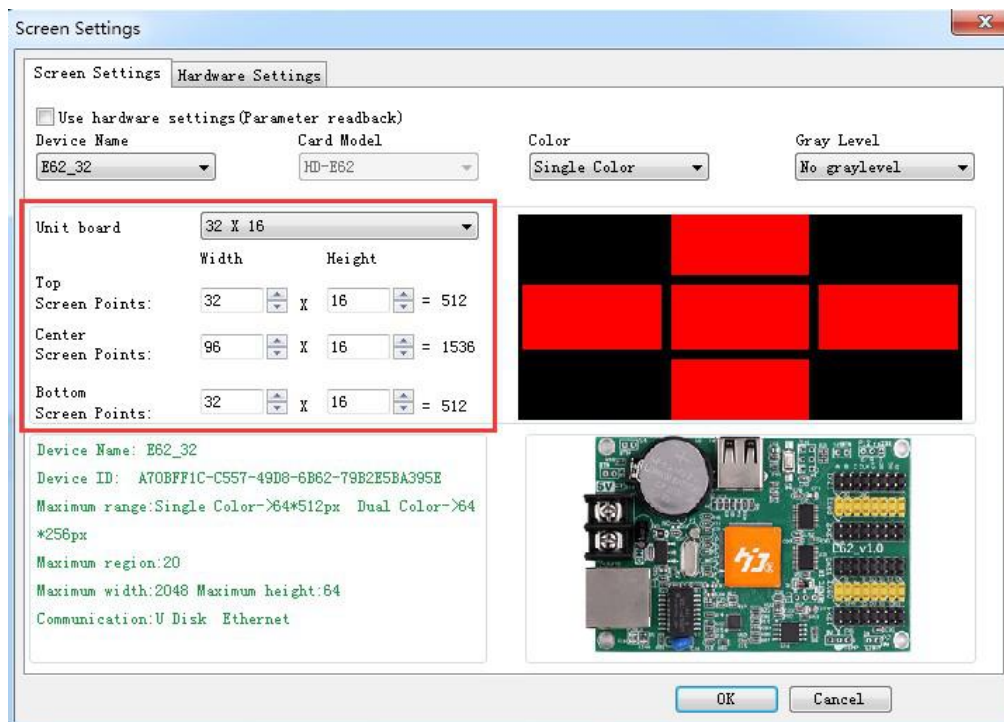 Screen Settings
Screen Settings Hardware Settings
Use hardware settings(Parameter readback)
Device Name Card Model Color Gray Level
E62_32 HD-E62 Single Color No graylevel
Unit board 32 X 16
Width Height
Top
Screen Points: 32 X 16 = 512
Center
Screen Points: 96 X 16 = 1536
Bottom
Screen Points: 32 X 16 = 512
Device Name: E62_32
Device ID: A70BFF1C-C557-49D8-6B62-79B2E5BA395E
Maximum range:Single Color->64*512px Dual Color->64
*256px
Maximum region:20
Maximum width:2048 Maximum height:64
Communication:U Disk Ethernet
5V
E62_v1.0
OK Cancel